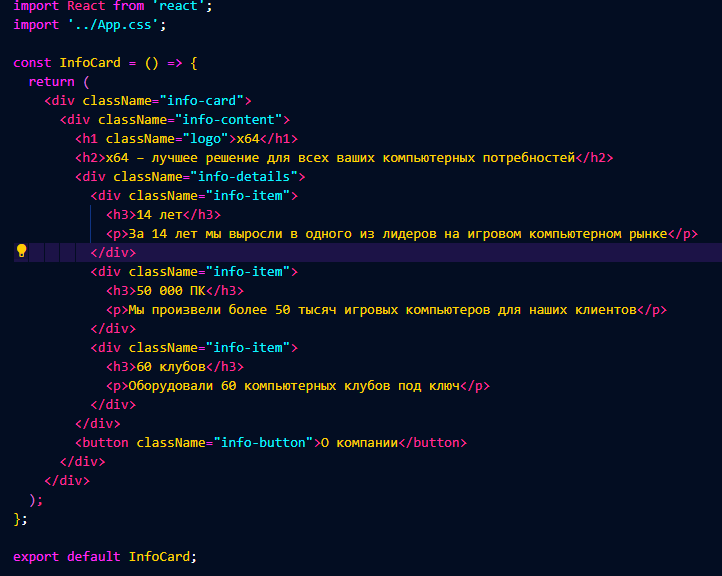 import React from 'react';
import '../App.css';
const InfoCard = () => {
return (
<div className="info-card">
<div className="info-content">
<h1 className="logo">x64</h1>
<h2>x64 – лучшее решение для всех ваших компьютерных потребностей</h2>
<div className="info-details">
<div className="info-item">
<h3>14 лет</h3>
<p>За 14 лет мы выросли в одного из лидеров на игровом компьютерном рынке</p>
</div>
<div className="info-item">
<h3>50 000 ПК</h3>
<p>Мы произвели более 50 тысяч игровых компьютеров для наших клиентов</p>
</div>
<div className="info-item">
<h3>60 клубов</h3>
<p>Оборудовали 60 компьютерных клубов под ключ</p>
</div>
</div>
<button className="info-button">О компании</button>
</div>
</div>
);
};
export default InfoCard;